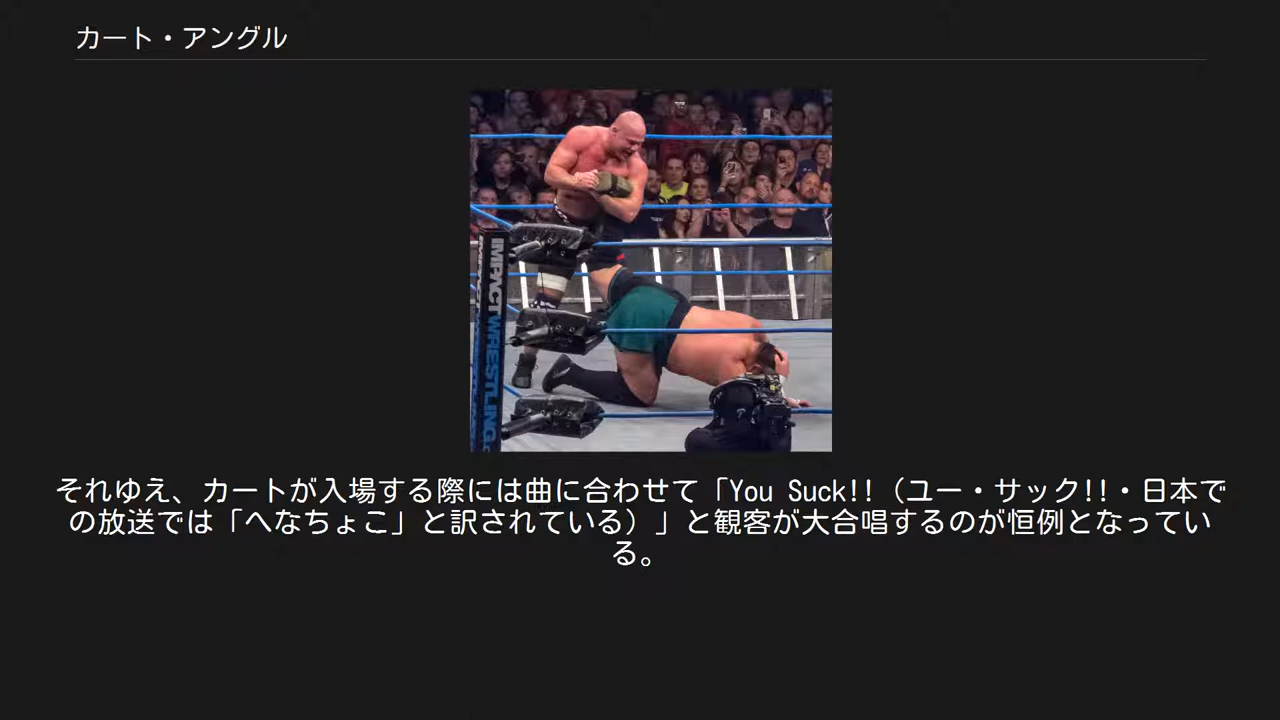 カート・アングル
IMPACT WRESTLING
それゆえ、カートが入場する際には曲に合わせて「You Suck!!（ユー・サック!!・日本で
の放送では「へなちょこ」と訳されている）」と観客が大合唱するのが恒例となってい
る。